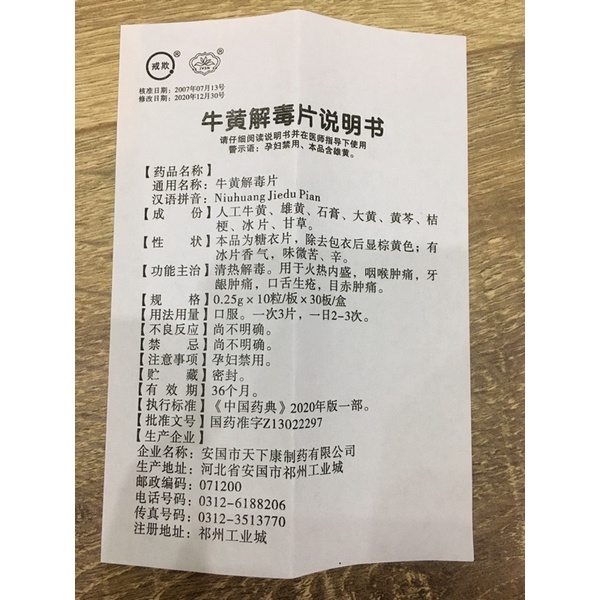 戒欺
核准日期：2007年07月13号
修改日期：2020年12月30号
牛黄解毒片说明书
请仔细阅读说明书并在医师指导下使用
警示语：孕妇禁用、本品含雄黄。
【药品名称】
通用名称：牛黄解毒片
汉语拼音：Niuhuang Jiedu Pian
【成　份】人工牛黄、雄黄、石膏、大黄、黄芩、桔
梗、冰片、甘草。
【性　状】本品为糖衣片，除去包衣后显棕黄色；有
冰片香气，味微苦、辛。
【功能主治】清热解毒。用于火热内盛，咽喉肿痛，牙
龈肿痛，口舌生疮，目赤肿痛。
【规　格】0.25g×10粒/板×30板/盒
【用法用量】口服。一次3片，一日2-3次。
【不良反应】尚不明确。
【禁　忌】尚不明确。
【注意事项】孕妇禁用。
【贮　藏】密封。
【有 效 期】36个月。
【执行标准】《中国药典》2020年版一部。
【批准文号】国药准字Z13022297
【生产企业】
企业名称：安国市天下康制药有限公司
生产地址：河北省安国市祁州工业城
邮政编码：071200
电话号码：0312-6188206
传真号码：0312-3513770
注册地址：祁州工业城